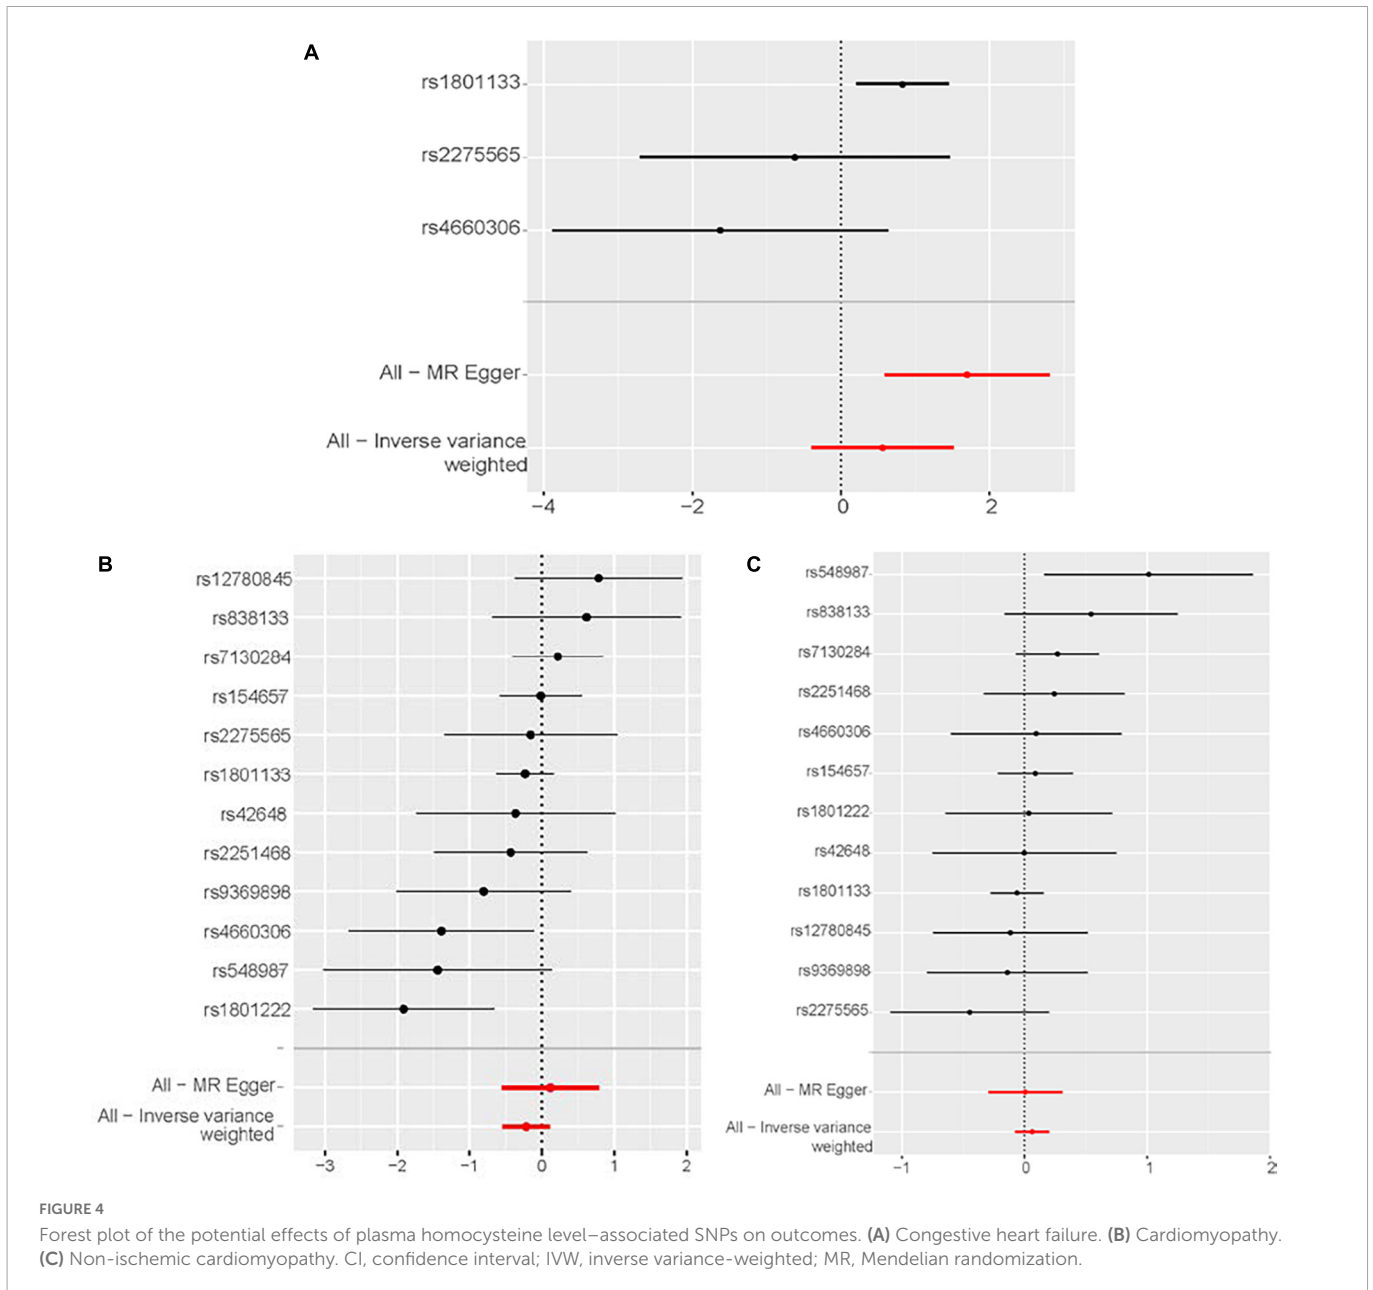 A
rs1801133
rs2275565
rs4660306
All − MR Egger
All − Inverse variance
weighted
−4 −2 0 2
B
rs12780845
rs838133
rs7130284
rs154657
rs2275565
rs1801133
rs42648
rs2251468
rs9369898
rs4660306
rs548987
rs1801222
All − MR Egger
All − Inverse variance
weighted
−3 −2 −1 0 1 2
C
rs548987
rs838133
rs7130284
rs2251468
rs4660306
rs154657
rs1801222
rs42648
rs1801133
rs12780845
rs9369898
rs2275565
All − MR Egger
All − Inverse variance
weighted
−1 0 1 2
FIGURE 4
Forest plot of the potential effects of plasma homocysteine level–associated SNPs on outcomes. (A) Congestive heart failure. (B) Cardiomyopathy.
(C) Non-ischemic cardiomyopathy. CI, confidence interval; IVW, inverse variance-weighted; MR, Mendelian randomization.